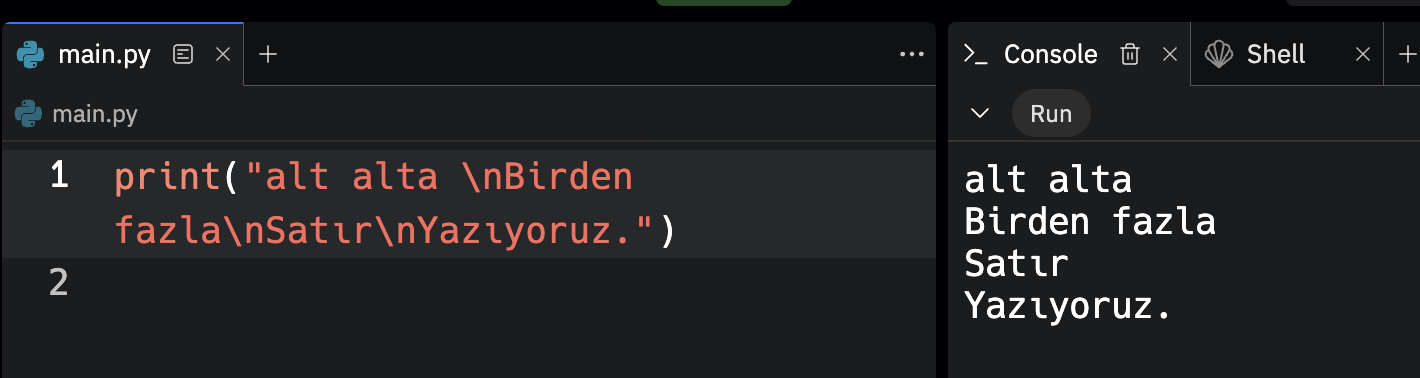 main.py
Console
Shell
main.py
Run
1 print("alt alta \nBirden
fazla\nSatır\nYazıyoruz.")
2
alt alta
Birden fazla
Satır
Yazıyoruz.